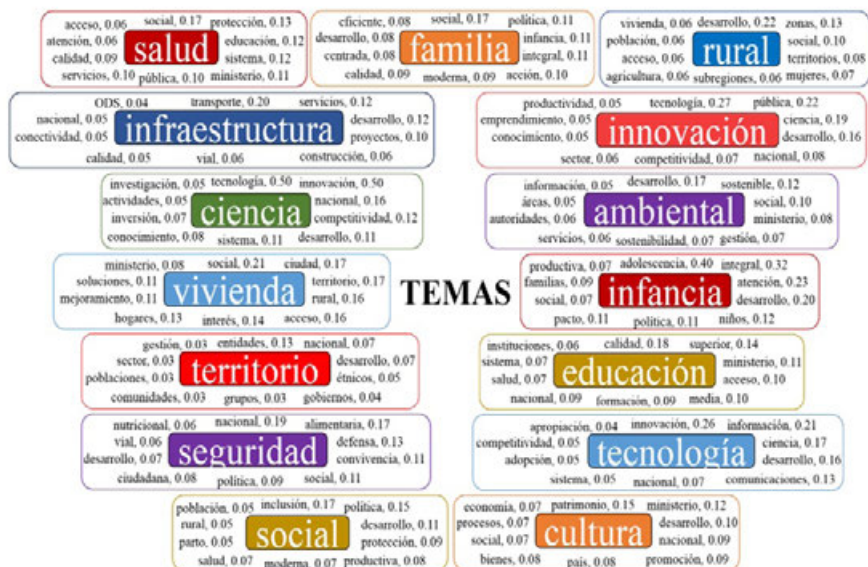 acceso, 0.06 social, 0.17 protección, 0.13
atención, 0.06 salud educación, 0.12
calidad, 0.09 sistema, 0.12
servicios, 0.10 pública, 0.10 ministerio, 0.11
eficiente, 0.08 social, 0.17 política, 0.11
desarrollo, 0.08 familia infancia, 0.11
centrada, 0.08 integral, 0.11
calidad, 0.09 moderna, 0.09 acción, 0.10
vivienda, 0.06 desarrollo, 0.22 zonas, 0.13
población, 0.06 rural social, 0.10
acceso, 0.06 territorios, 0.08
agricultura, 0.06 subregiones, 0.06 mujeres, 0.07
ODS, 0.04 transporte, 0.20 servicios, 0.12
nacional, 0.05 infraestructura desarrollo, 0.12
conectividad, 0.05 proyectos, 0.10
calidad, 0.05 vial, 0.06 construcción, 0.06
productividad, 0.05 tecnología, 0.27 pública, 0.22
emprendimiento, 0.05 innovación ciencia, 0.19
conocimiento, 0.05 desarrollo, 0.16
sector, 0.06 competitividad, 0.07 nacional, 0.08
investigación, 0.05 tecnología, 0.50 innovación, 0.50
actividades, 0.05 ciencia nacional, 0.16
inversión, 0.07 competitividad, 0.12
conocimiento, 0.08 sistema, 0.11 desarrollo, 0.11
información, 0.05 desarrollo, 0.17 sostenible, 0.12
áreas, 0.05 ambiental social, 0.10
autoridades, 0.06 ministerio, 0.08
servicios, 0.06 sostenibilidad, 0.07 gestión, 0.07
ministerio, 0.08 social, 0.21 ciudad, 0.17
soluciones, 0.11 vivienda territorio, 0.17
mejoramiento, 0.11 rural, 0.16
hogares, 0.13 interés, 0.14 acceso, 0.16
TEMAS
productiva, 0.07 adolescencia, 0.40 integral, 0.32
familias, 0.09 infancia atención, 0.23
social, 0.07 desarrollo, 0.20
pacto, 0.11 política, 0.11 niños, 0.12
gestión, 0.03 entidades, 0.13 nacional, 0.07
sector, 0.03 territorio desarrollo, 0.07
poblaciones, 0.03 étnicos, 0.05
comunidades, 0.03 grupos, 0.03 gobiernos, 0.04
instituciones, 0.06 calidad, 0.18 superior, 0.14
sistema, 0.07 educación ministerio, 0.11
salud, 0.07 acceso, 0.10
nacional, 0.09 formación, 0.09 media, 0.10
nutricional, 0.06 nacional, 0.19 alimentaria, 0.17
vial, 0.06 seguridad defensa, 0.13
desarrollo, 0.07 convivencia, 0.11
ciudadana, 0.08 política, 0.09 social, 0.11
apropiación, 0.04 innovación, 0.26 información, 0.21
competitividad, 0.05 tecnología ciencia, 0.17
adopción, 0.05 desarrollo, 0.16
sistema, 0.05 nacional, 0.07 comunicaciones, 0.13
población, 0.05 inclusión, 0.17 política, 0.15
rural, 0.05 social desarrollo, 0.11
parto, 0.05 protección, 0.09
salud, 0.07 moderna, 0.07 productiva, 0.08
economía, 0.07 patrimonio, 0.15 ministerio, 0.12
procesos, 0.07 cultura desarrollo, 0.10
social, 0.07 nacional, 0.09
bienes, 0.08 país, 0.08 promoción, 0.09